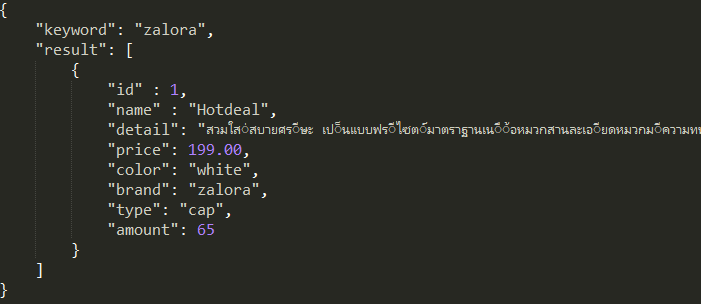 {
"keyword": "zalora",
"result": [
{
"id" : 1,
"name" : "Hotdeal",
"detail": "สวมใส่สบายศรีษะ เป็นแบบฟรีไซต์มาตราฐานเนื้อหมวกสานละเอียดหมวกมีความทน
"price": 199.00,
"color": "white",
"brand": "zalora",
"type": "cap",
"amount": 65
}
]
}